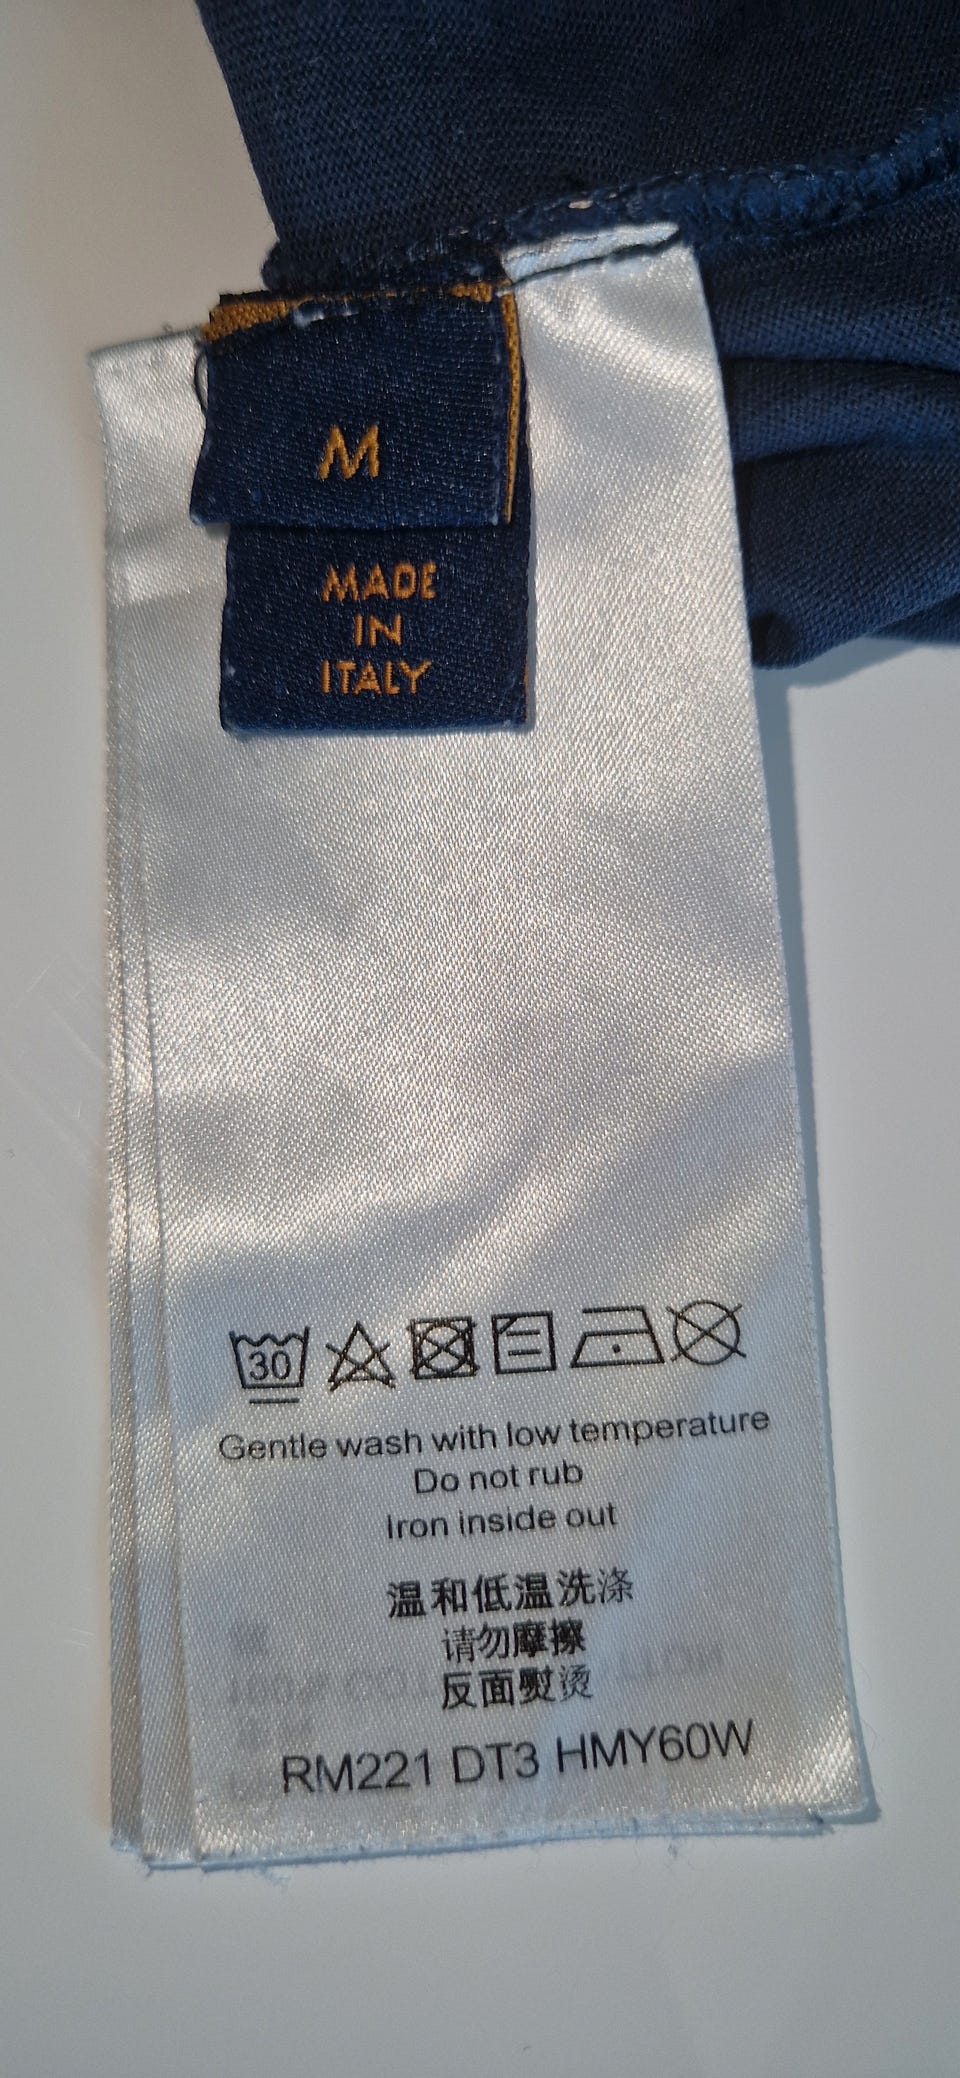 M
MADE
IN
ITALY
30
Gentle wash with low temperature
Do not rub
Iron inside out
温和低温洗涤
请勿摩擦
反面熨烫
RM221 DT3 HMY60W